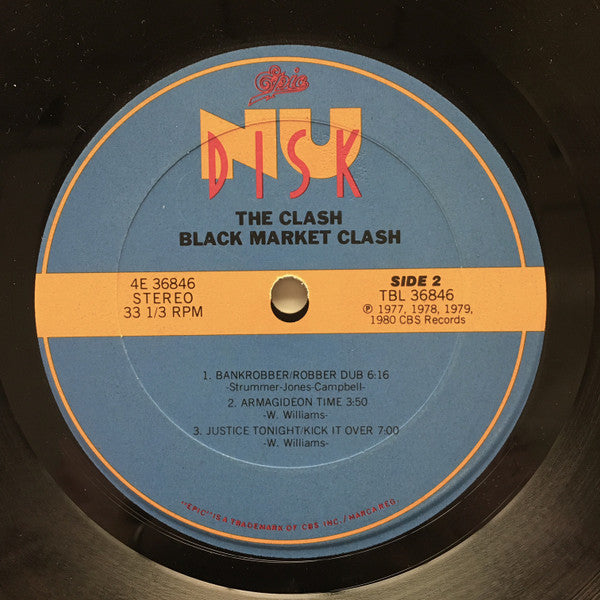 Epic
NU
DISK
THE CLASH
BLACK MARKET CLASH
4E 36846
STEREO
33 1/3 RPM
SIDE 2
TBL 36846
℗ 1977, 1978, 1979,
1980 CBS Records
1. BANKROBBER/ROBBER DUB 6:16
-Strummer-Jones-Campbell-
2. ARMAGIDEON TIME 3:50
-W. Williams-
3. JUSTICE TONIGHT/KICK IT OVER 7:00
-W. Williams-
"EPIC" IS A TRADEMARK OF CBS INC./MARCA REG.